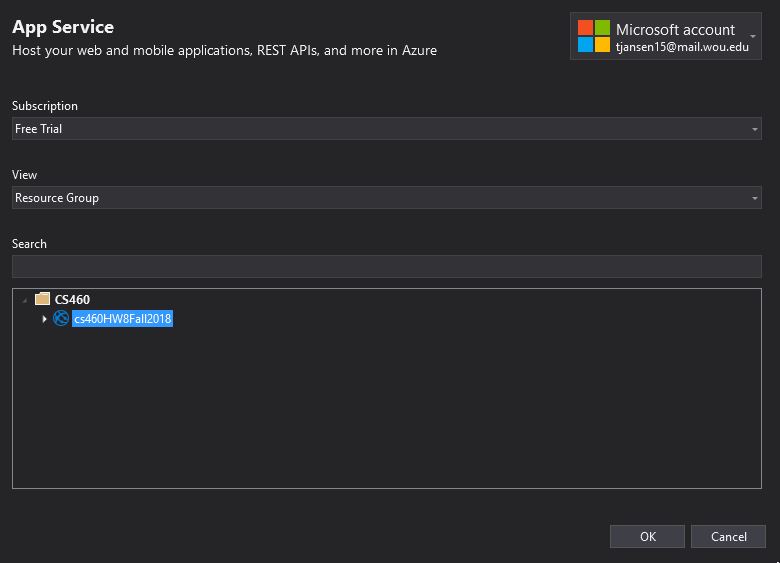 App Service
Host your web and mobile applications, REST APIs, and more in Azure
Microsoft account
tjansen15@mail.wou.edu
Subscription
Free Trial
View
Resource Group
Search
CS460
cs460HW8Fall2018
OK
Cancel